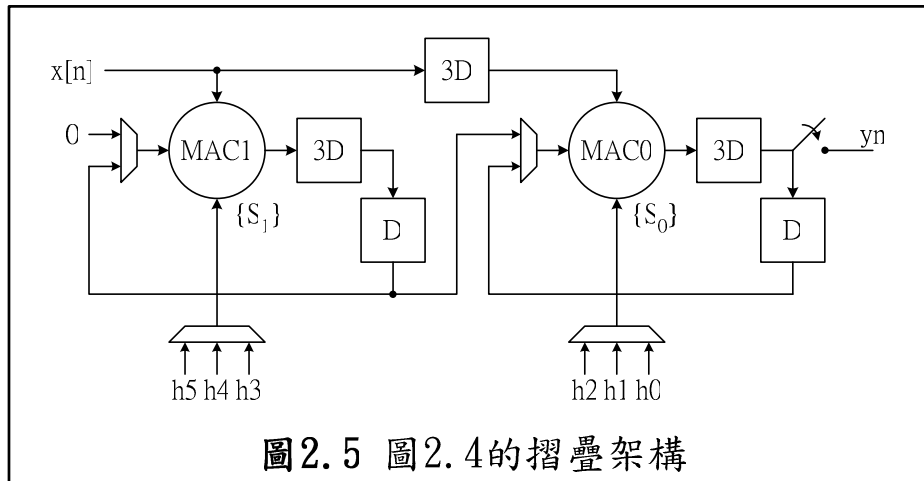 x[n]
3D
0
MAC1
3D
MAC0
3D
yn
{S1}
D
{S0}
D
h5 h4 h3
h2 h1 h0
圖2.5 圖2.4的摺疊架構